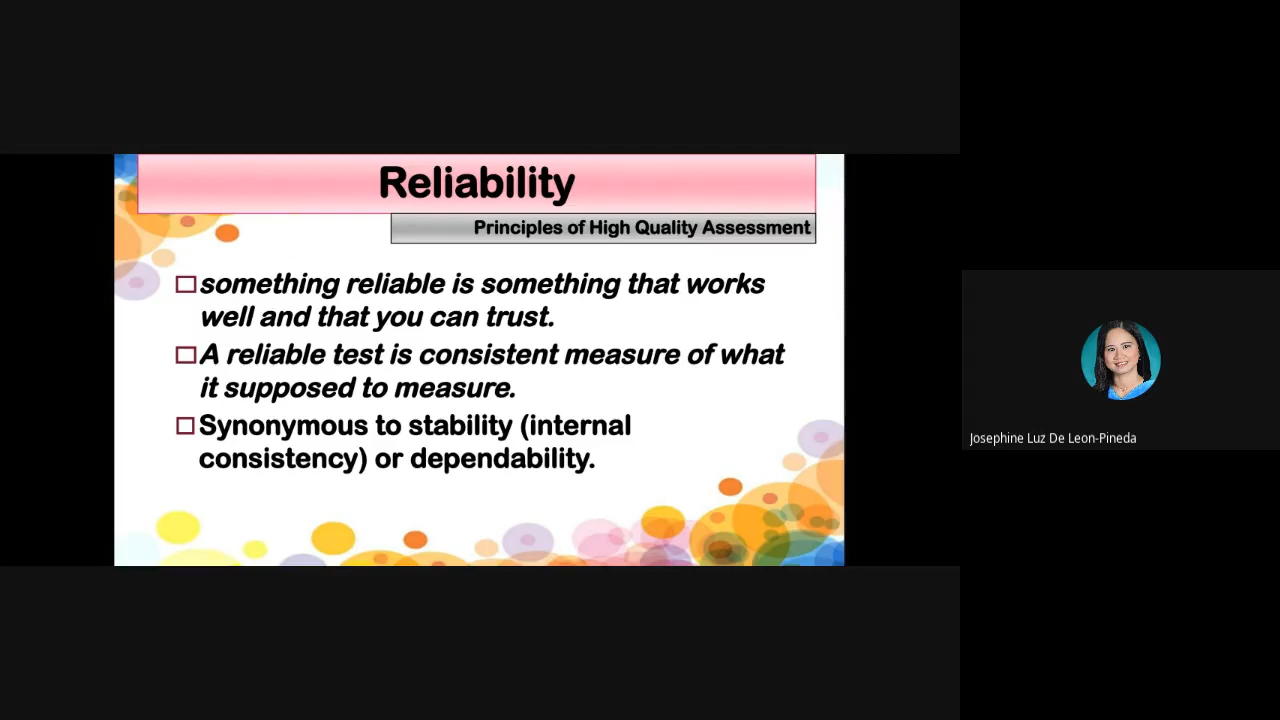 Reliability
Principles of High Quality Assessment
something reliable is something that works
well and that you can trust.
A reliable test is consistent measure of what
it supposed to measure.
Synonymous to stability (internal
consistency) or dependability.
Josephine Luz De Leon-Pineda